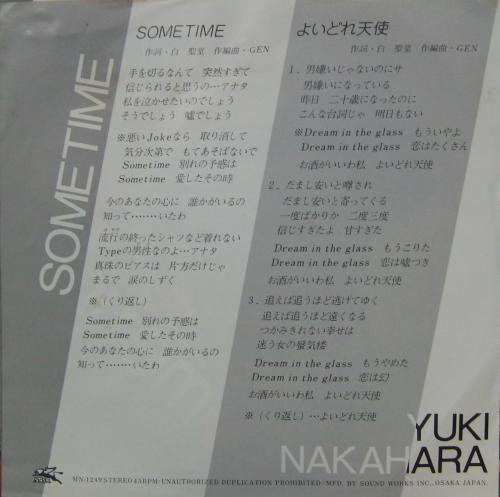 SOMETIME
SOMETIME
作詞・白 聖堂 作編曲・GEN
手を切るなんて 突然すぎて
信じられると思うの…アナタ
私を泣かせたいのでしょう
そうでしょう 嘘でしょう
※悪いJokeなら 取り消して
気分次第で もてあそばないで
Sometime 別れの予感は
Sometime 愛したその時
今のあなたの心に 誰かがいるの
知って……‥いたわ
流行の終ったシャツなど着れない
Typeの男性なのよ…アナタ
真珠のピアスは 片方だけじゃ
まるで 涙のしずく
※(くり返し)
Sometime 別れの予感は
Sometime 愛したその時
今のあなたの心に 誰かがいるの
知って……‥いたわ
よいどれ天使
作詞・白 聖堂 作編曲・GEN
1、男嫌いじゃないのにサ
男嫌いになっている
昨日 二十歳になったのに
こんな台詞じゃ 明日もない
※Dream in the glass もういやよ
Dream in the glass 恋はたくさん
お酒がいいわ私 よいどれ天使
2、だまし安いと噂され
だまし安いと寄ってくる
一度ばかりか 二度三度
信じすぎたよ 甘すぎた
Dream in the glass もうこりた
Dream in the glass 恋は嘘つき
お酒がいいわ私 よいどれ天使
3、追えば追うほど逃げてゆく
追えば追うほど遠くなる
つかみきれない幸せは
迷う女の蜃気楼
Dream in the glass もうやめた
Dream in the glass 恋は幻
お酒がいいわ私 よいどれ天使
※(くり返し)…よいどれ天使
YUKI
NAKAHARA
MN-1249 STEREO 45RPM/UNAUTHORIZED DUPLICATION PROHIBITED/MFD. BY SOUND WORKS INC., OSAKA JAPAN.